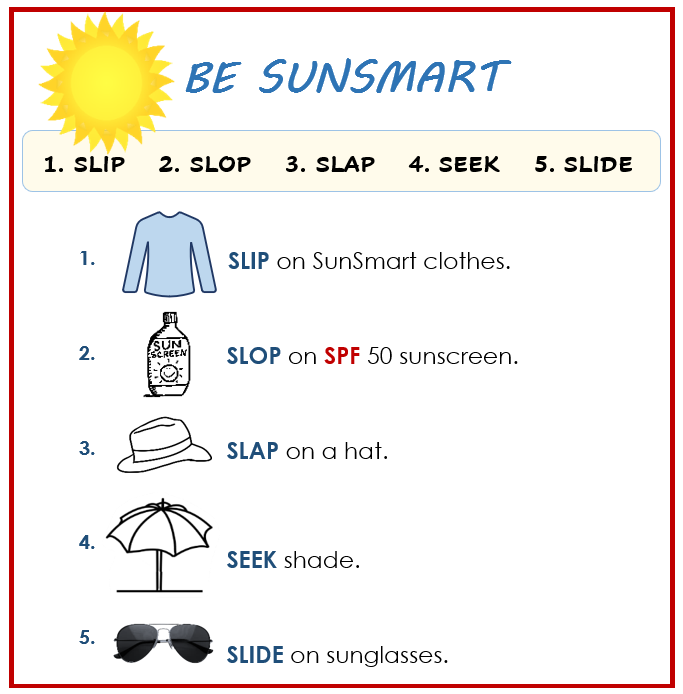 BE SUNSMART
1. SLIP 2. SLOP 3. SLAP 4. SEEK 5. SLIDE
1. SLIP on SunSmart clothes.
SUN
SCREEN
2. SLOP on SPF 50 sunscreen.
3. SLAP on a hat.
4. SEEK shade.
5. SLIDE on sunglasses.